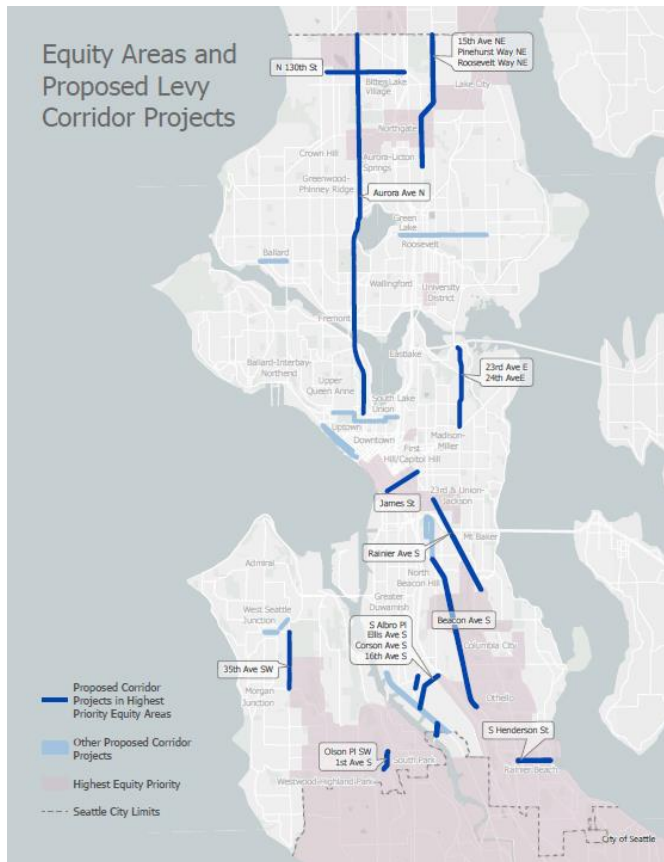 Equity Areas and
Proposed Levy
Corridor Projects
15th Ave NE
Pinehurst Way NE
Roosevelt Way NE
N 130th St
Bitter Lake
Village
Lake City
Northgate
Crown Hill
Aurora-Licton
Springs
Greenwood-
Phinney Ridge
Aurora Ave N
Green
Lake
Roosevelt
Ballard
Wallingford
University
District
Fremont
Eastlake
Ballard-Interbay-
Northend
23rd Ave E
24th AveE
Upper
Queen Anne
South Lake
Union
Uptown
Downtown
Madison-
Miller
First
Hill/Capitol Hill
23rd & Union-
Jackson
James St
Mt Baker
Rainier Ave S
Admiral
North
Beacon Hill
Greater
Duwamish
West Seattle
Junction
Beacon Ave S
S Albro Pl
Ellis Ave S
Corson Ave S
16th Ave S
Columbia City
35th Ave SW
Morgan
Junction
Othello
Proposed Corridor
Projects in Highest
Priority Equity Areas
Other Proposed Corridor
Projects
Highest Equity Priority
Seattle City Limits
S Henderson St
Olson Pl SW
1st Ave S
South Park
Rainier Beach
Westwood-Highland Park
City of Seattle